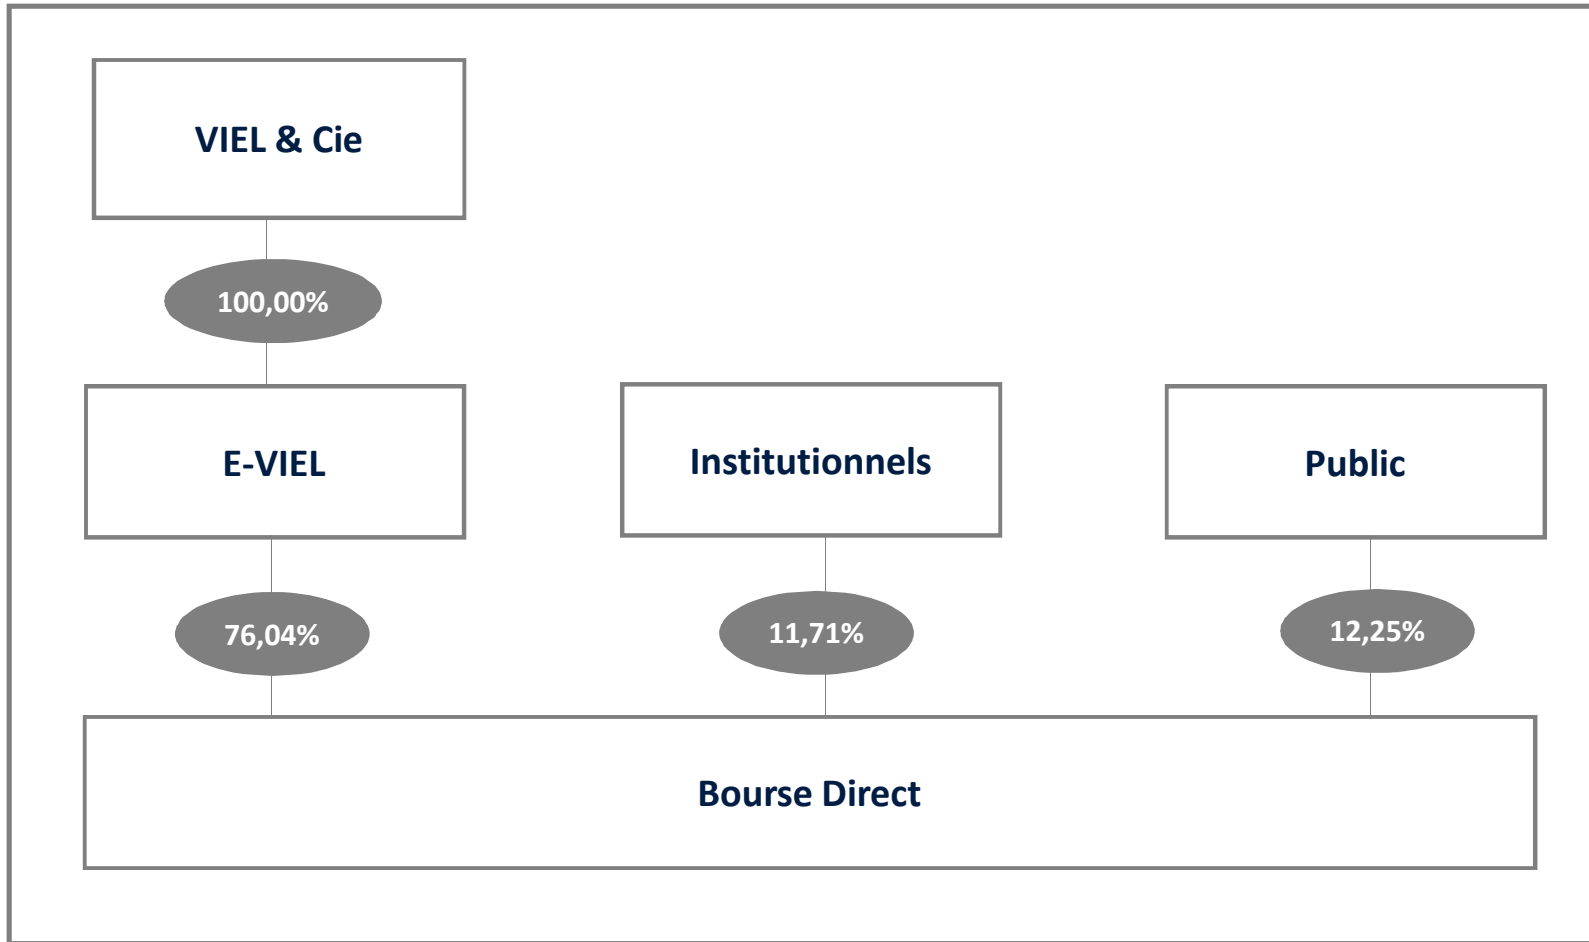 VIEL & Cie
100,00%
E-VIEL
Institutionnels
Public
76,04%
11,71%
12,25%
Bourse Direct